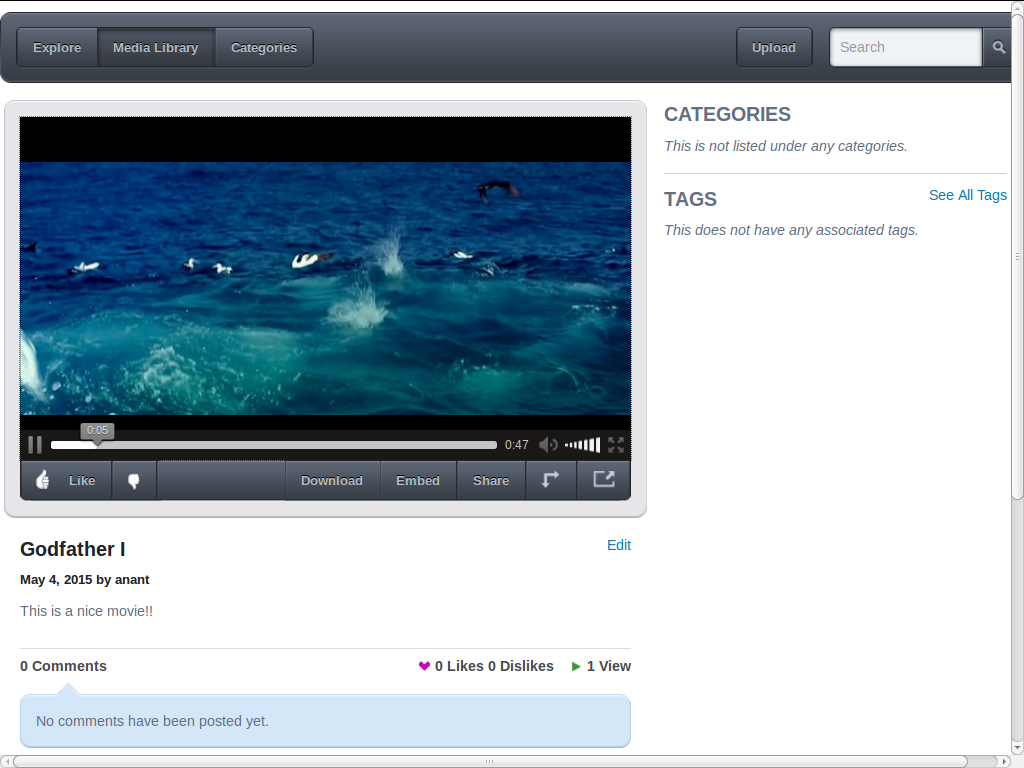 Explore Media Library Categories Upload Search
CATEGORIES
This is not listed under any categories.
TAGS See All Tags
This does not have any associated tags.
0:05
0:47
Like Download Embed Share
Godfather I Edit
May 4, 2015 by anant
This is a nice movie!!
0 Comments 0 Likes 0 Dislikes 1 View
No comments have been posted yet.